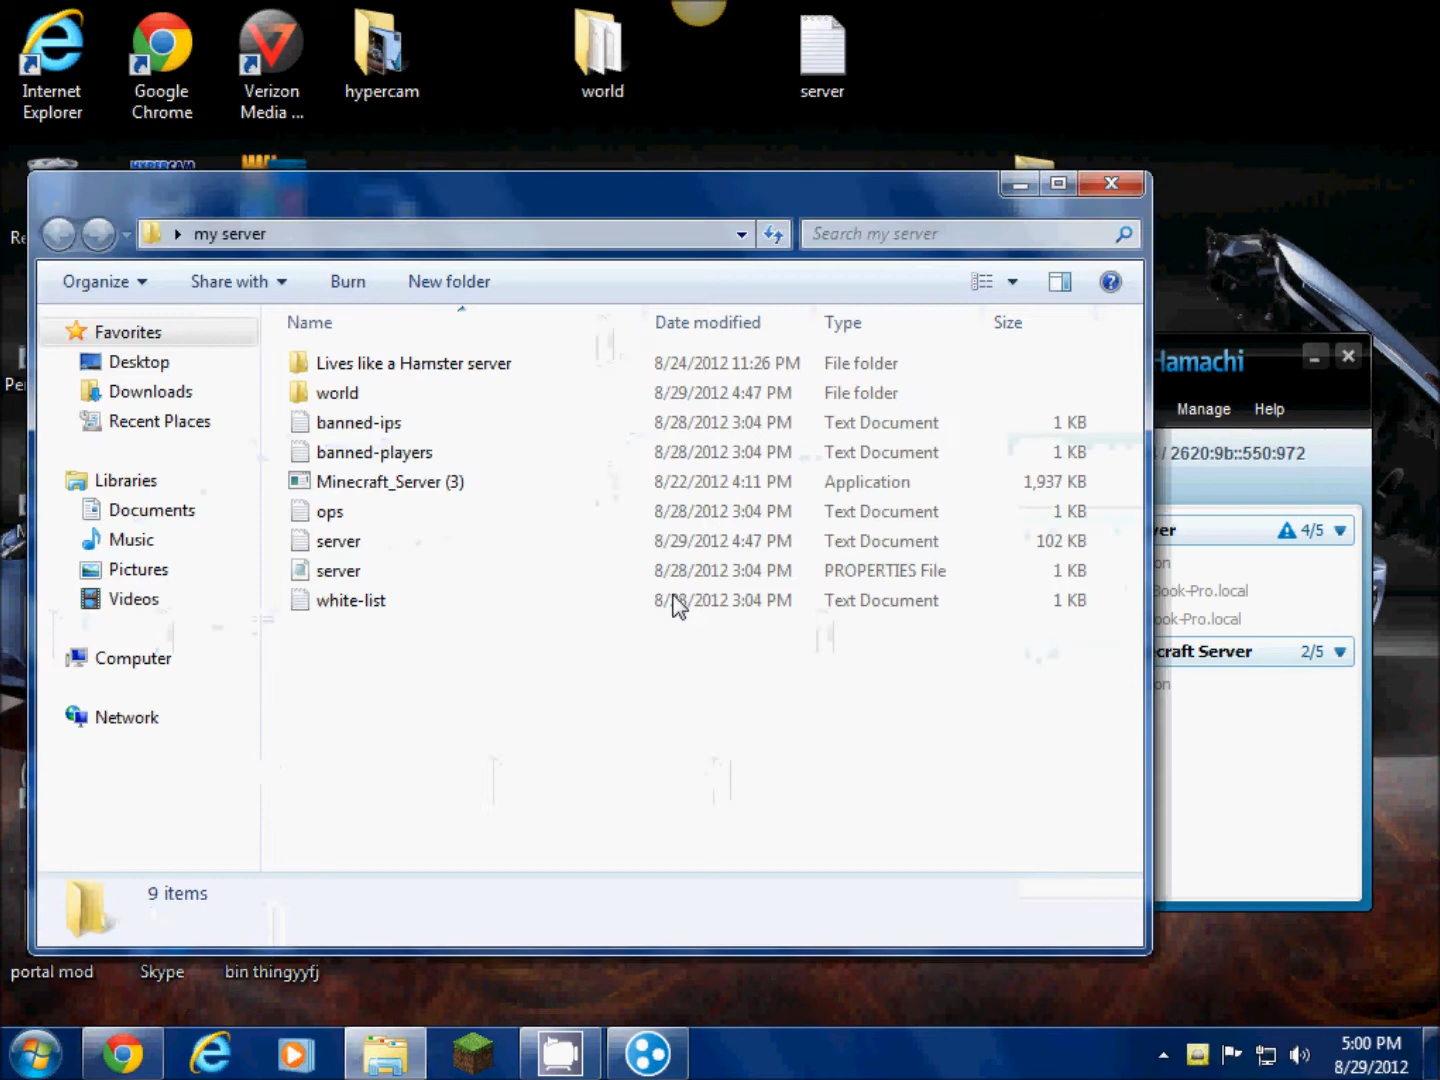 Internet Explorer
Google Chrome
Verizon Media ...
hypercam
world
server
HYPERCAM
my server
Search my server
Organize
Share with
Burn
New folder
Name
Date modified
Type
Size
Favorites
Desktop
Downloads
Recent Places
Libraries
Documents
Music
Pictures
Videos
Computer
Network
Lives like a Hamster server 8/24/2012 11:26 PM File folder
world 8/29/2012 4:47 PM File folder
banned-ips 8/28/2012 3:04 PM Text Document 1 KB
banned-players 8/28/2012 3:04 PM Text Document 1 KB
Minecraft_Server (3) 8/22/2012 4:11 PM Application 1,937 KB
ops 8/28/2012 3:04 PM Text Document 1 KB
server 8/29/2012 4:47 PM Text Document 102 KB
server 8/28/2012 3:04 PM PROPERTIES File 1 KB
white-list 8/28/2012 3:04 PM Text Document 1 KB
9 items
Hamachi
Manage Help
/ 2620:9b::550:972
ver 4/5
on
Book-Pro.local
ook-Pro.local
craft Server 2/5
on
portal mod
Skype
bin thingyyfj
5:00 PM
8/29/2012